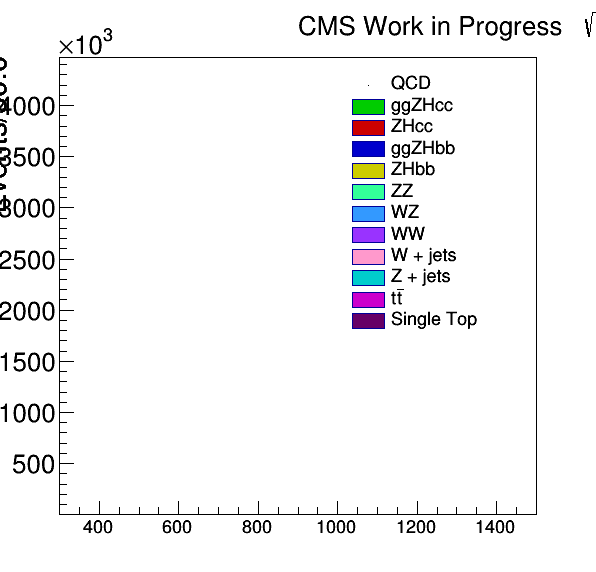 CMS Work in Progress √
×10³
QCD
ggZHcc
ZHcc
ggZHbb
ZHbb
ZZ
WZ
WW
W + jets
Z + jets
tt̄
Single Top
4000
3500
3000
2500
2000
1500
1000
500
400 600 800 1000 1200 1400